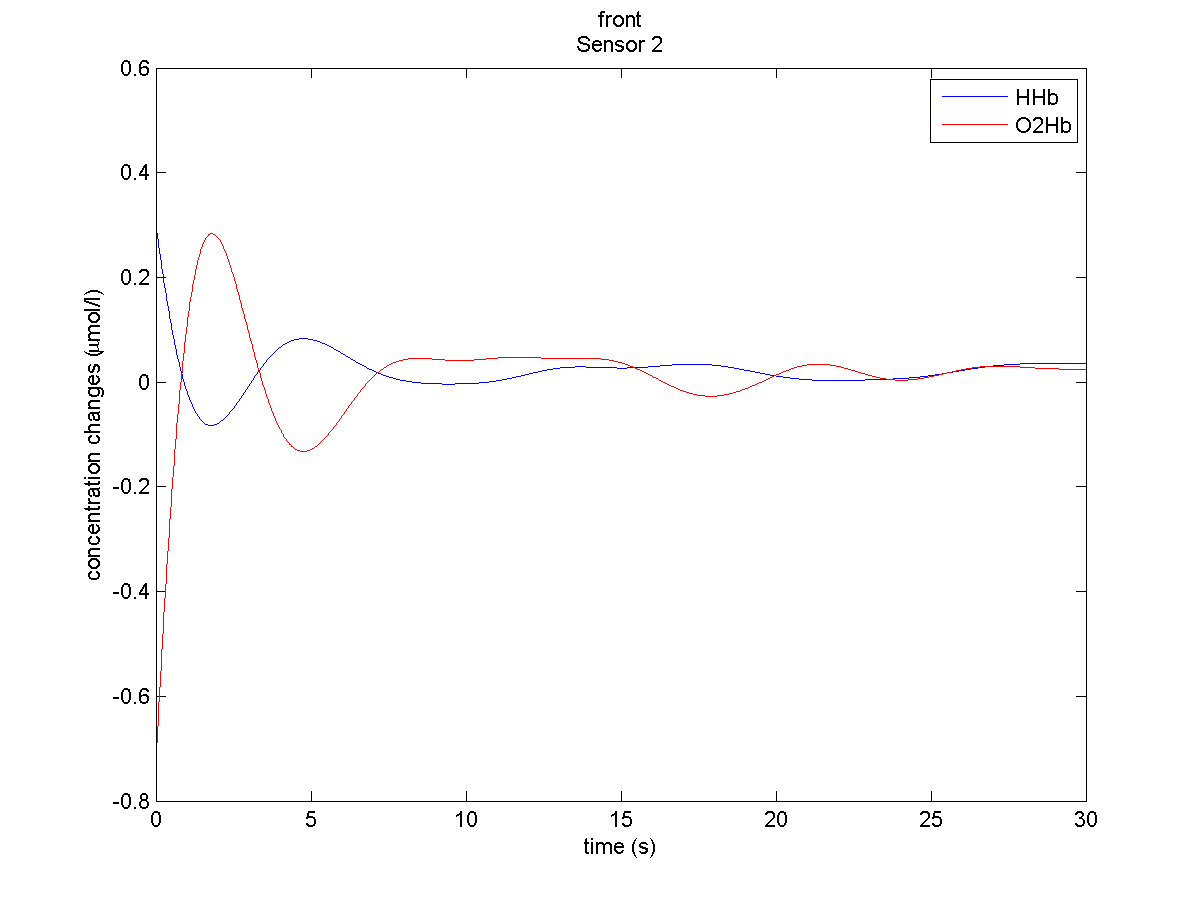 front
Sensor 2
0.6
0.4
0.2
0
-0.2
-0.4
-0.6
-0.8
concentration changes (μmol/l)
HHb
O2Hb
0 5 10 15 20 25 30
time (s)